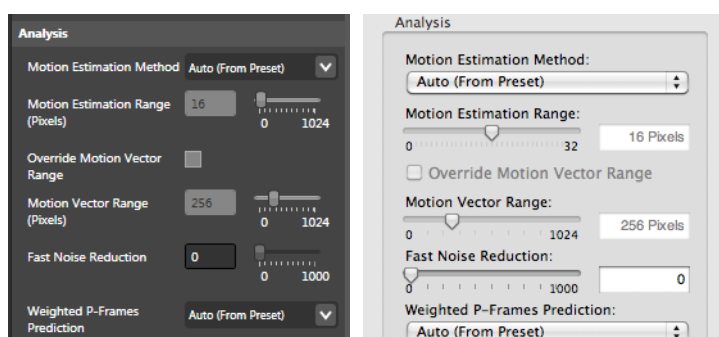 Analysis
Motion Estimation Method Auto (From Preset)
Motion Estimation Range
(Pixels)
16
0 1024
Override Motion Vector
Range
Motion Vector Range
(Pixels)
256
0 1024
Fast Noise Reduction
0
0 1000
Weighted P-Frames
Prediction
Auto (From Preset)
Analysis
Motion Estimation Method:
Auto (From Preset)
Motion Estimation Range:
0 32
16 Pixels
Override Motion Vector Range
Motion Vector Range:
0 1024
256 Pixels
Fast Noise Reduction:
0 1000
0
Weighted P-Frames Prediction:
Auto (From Preset)